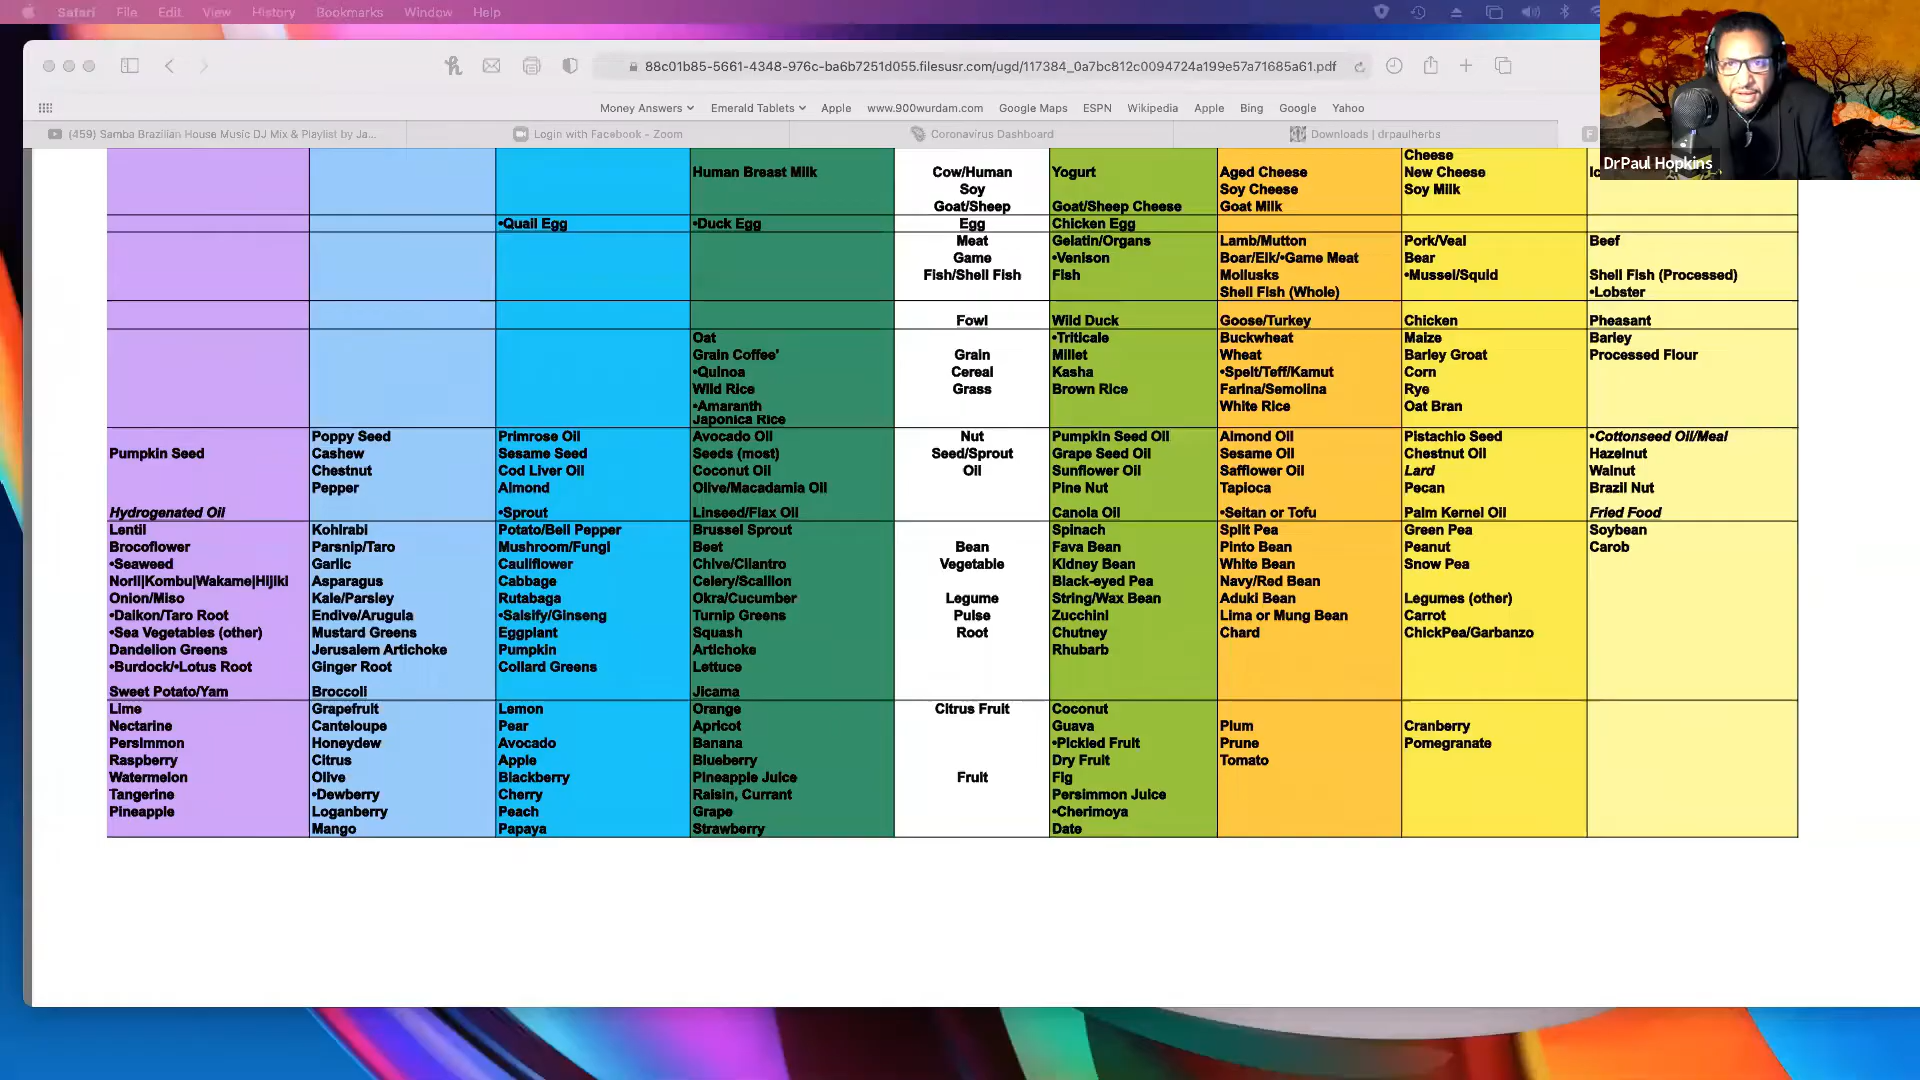 Safari File Edit View History Bookmarks Window Help
88c01b85-5661-4348-976c-ba6b7251d055.filesusr.com/ugd/117384_0a7bc812c0094724a199e57a71685a61.pdf
Money Answers Emerald Tablets Apple www.900wurdam.com Google Maps ESPN Wikipedia Apple Bing Google Yahoo
(459) Samba Brazilian House Music DJ Mix & Playlist by Ja... Login with Facebook - Zoom Coronavirus Dashboard Downloads | drpaulherbs F
DrPaul Hopkins
Cheese
Human Breast Milk Cow/Human Yogurt Aged Cheese New Cheese
Soy Soy Cheese Soy Milk
Goat/Sheep Goat/Sheep Cheese Goat Milk
•Quail Egg •Duck Egg Egg Chicken Egg
Meat Gelatin/Organs Lamb/Mutton Pork/Veal Beef
Game •Venison Boar/Elk/•Game Meat Bear
Fish/Shell Fish Fish Mollusks •Mussel/Squid Shell Fish (Processed)
Shell Fish (Whole) •Lobster
Fowl Wild Duck Goose/Turkey Chicken Pheasant
Oat •Triticale Buckwheat Maize Barley
Grain Coffee' Grain Millet Wheat Barley Groat Processed Flour
•Quinoa Cereal Kasha •Spelt/Teff/Kamut Corn
Wild Rice Grass Brown Rice Farina/Semolina Rye
•Amaranth White Rice Oat Bran
Japonica Rice
Poppy Seed Primrose Oil Avocado Oil Nut Pumpkin Seed Oil Almond Oil Pistachio Seed •Cottonseed Oil/Meal
Pumpkin Seed Cashew Sesame Seed Seeds (most) Seed/Sprout Grape Seed Oil Sesame Oil Chestnut Oil Hazelnut
Chestnut Cod Liver Oil Coconut Oil Oil Sunflower Oil Safflower Oil Lard Walnut
Pepper Almond Olive/Macadamia Oil Pine Nut Tapioca Pecan Brazil Nut
Hydrogenated Oil •Sprout Linseed/Flax Oil Canola Oil •Seitan or Tofu Palm Kernel Oil Fried Food
Lentil Kohlrabi Potato/Bell Pepper Brussel Sprout Spinach Split Pea Green Pea Soybean
Brocoflower Parsnip/Taro Mushroom/Fungi Beet Bean Fava Bean Pinto Bean Peanut Carob
•Seaweed Garlic Cauliflower Chive/Cilantro Vegetable Kidney Bean White Bean Snow Pea
Nori|Kombu|Wakame|Hijiki Asparagus Cabbage Celery/Scallion Black-eyed Pea Navy/Red Bean
Onion/Miso Kale/Parsley Rutabaga Okra/Cucumber Legume String/Wax Bean Aduki Bean Legumes (other)
•Daikon/Taro Root Endive/Arugula •Salsify/Ginseng Turnip Greens Pulse Zucchini Lima or Mung Bean Carrot
•Sea Vegetables (other) Mustard Greens Eggplant Squash Root Chutney Chard ChickPea/Garbanzo
Dandelion Greens Jerusalem Artichoke Pumpkin Artichoke Rhubarb
•Burdock/•Lotus Root Ginger Root Collard Greens Lettuce
Sweet Potato/Yam Broccoli Jicama
Lime Grapefruit Lemon Orange Citrus Fruit Coconut
Nectarine Canteloupe Pear Apricot Guava Plum Cranberry
Persimmon Honeydew Avocado Banana •Pickled Fruit Prune Pomegranate
Raspberry Citrus Apple Blueberry Dry Fruit Tomato
Watermelon Olive Blackberry Pineapple Juice Fruit Fig
Tangerine •Dewberry Cherry Raisin, Currant Persimmon Juice
Pineapple Loganberry Peach Grape •Cherimoya
Mango Papaya Strawberry Date